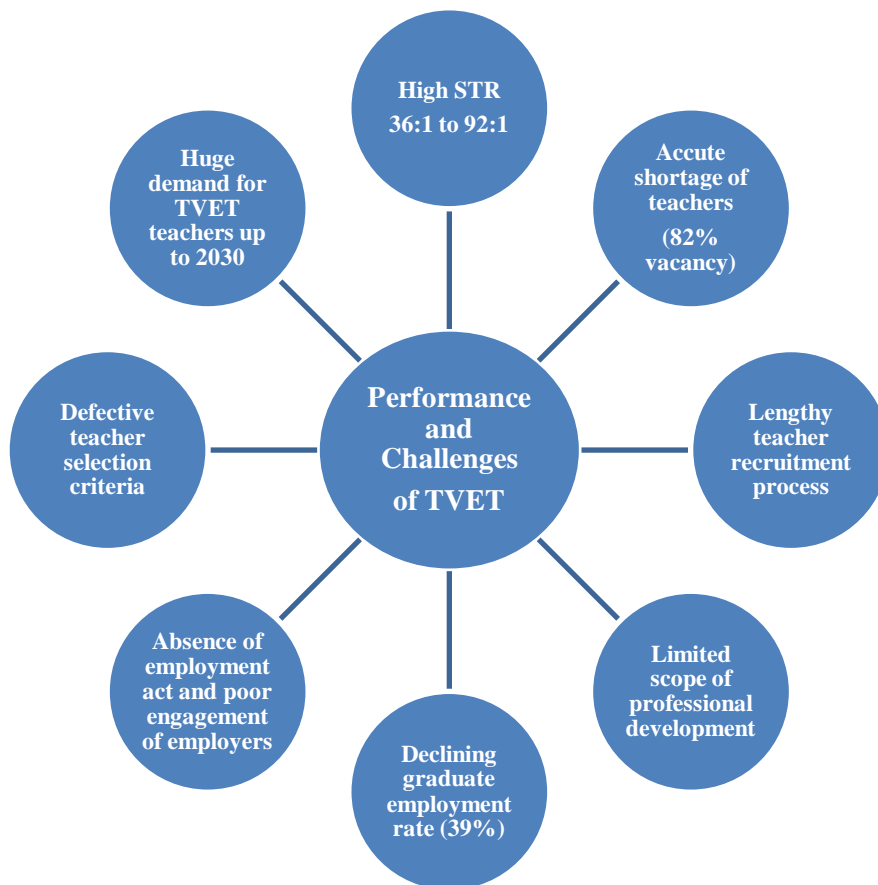 High STR
36:1 to 92:1
Accute
shortage of
teachers
(82%
vacancy)
Lengthy
teacher
recruitment
process
Limited
scope of
professional
development
Declining
graduate
employment
rate (39%)
Absence of
employment
act and poor
engagement
of employers
Defective
teacher
selection
criteria
Huge
demand for
TVET
teachers up
to 2030
Performance
and
Challenges
of TVET